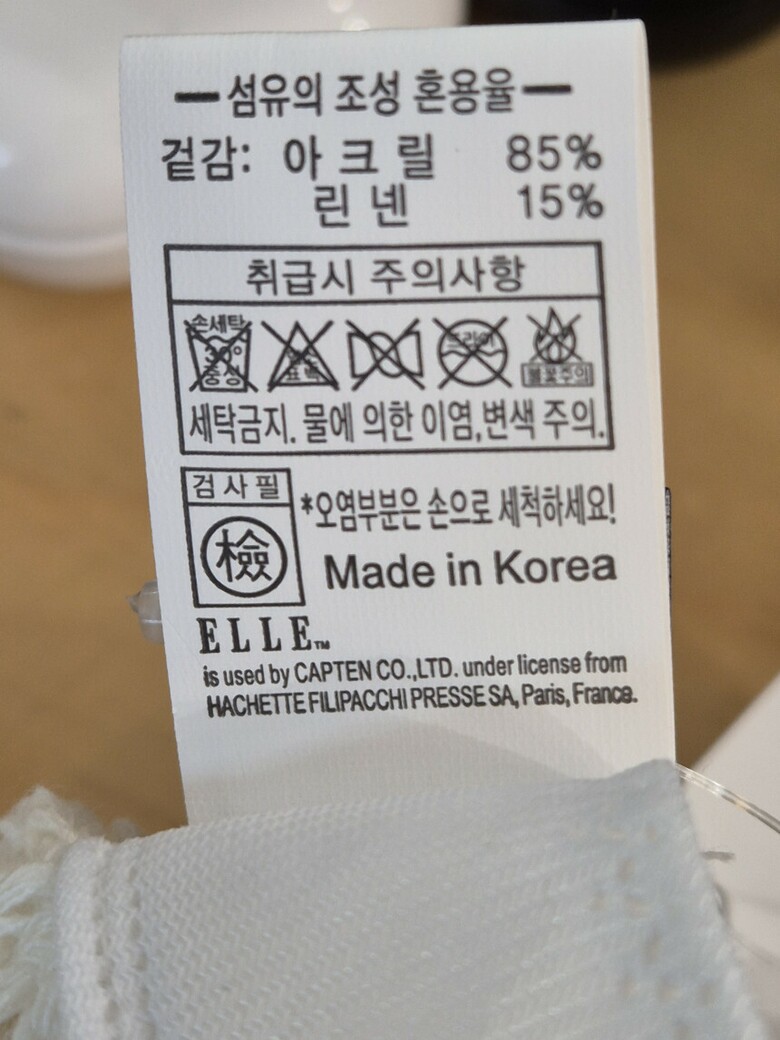 섬유의 조성 혼용율
겉감: 아크릴 85%
린넨 15%
취급시 주의사항
손세탁
30°
중성
표백
드라이
불꽃주의
세탁금지. 물에 의한 이염,변색 주의.
검사필
檢
*오염부분은 손으로 세척하세요!
Made in Korea
ELLE™
is used by CAPTEN CO.,LTD. under license from
HACHETTE FILIPACCHI PRESSE SA, Paris, France.